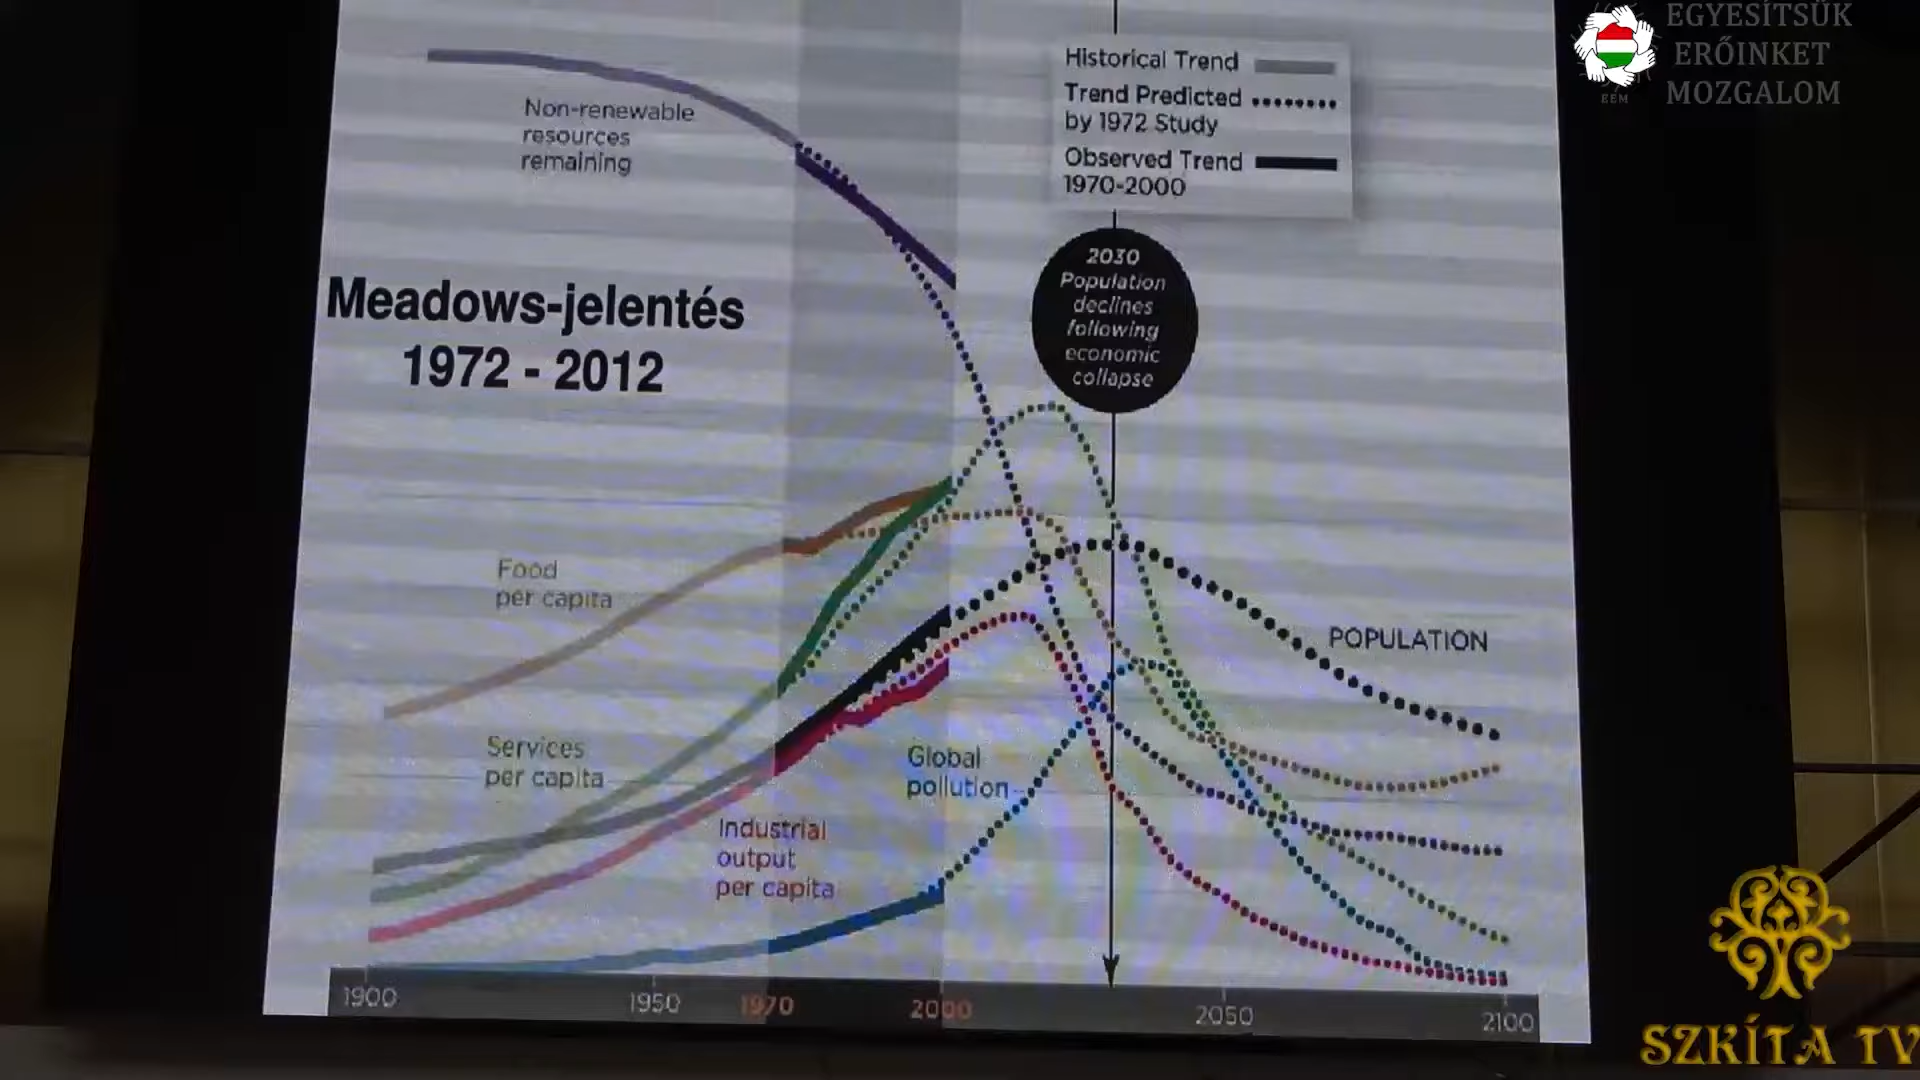 EGYESÍTSÜK
ERŐINKET
MOZGALOM
EEM
Historical Trend
Trend Predicted
by 1972 Study
Observed Trend
1970-2000
Non-renewable
resources
remaining
2030
Population
declines
following
economic
collapse
Meadows-jelentés
1972 - 2012
Food
per capita
POPULATION
Services
per capita
Global
pollution
Industrial
output
per capita
1900
1950
1970
2000
2050
2100
SZKÍTA TV